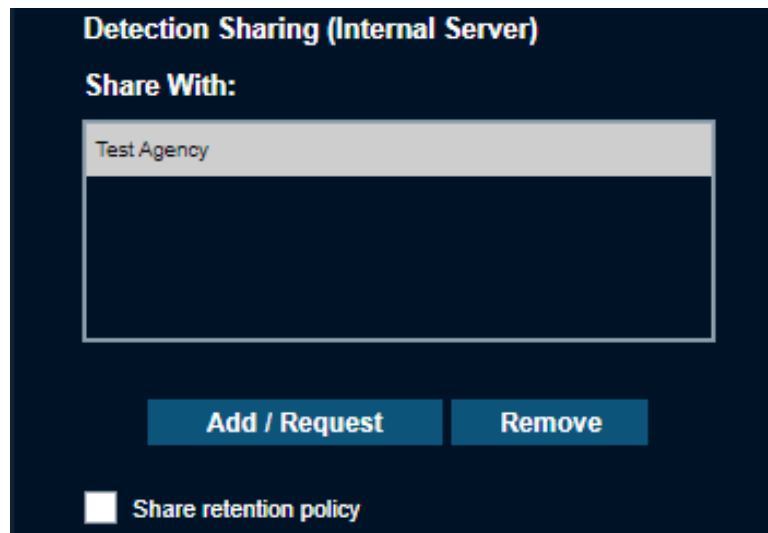 Detection Sharing (Internal Server)
Share With:
Test Agency
Add / Request
Remove
Share retention policy